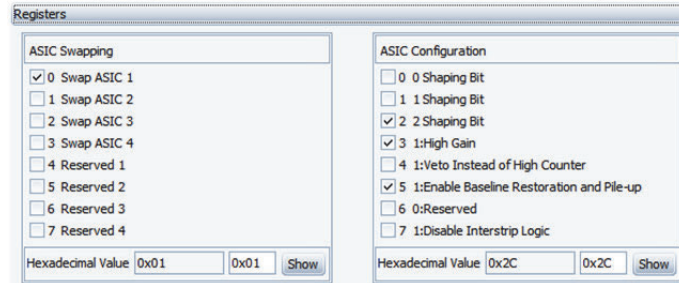 Registers
ASIC Swapping
0 Swap ASIC 1
1 Swap ASIC 2
2 Swap ASIC 3
3 Swap ASIC 4
4 Reserved 1
5 Reserved 2
6 Reserved 3
7 Reserved 4
Hexadecimal Value 0x01 0x01 Show
ASIC Configuration
0 0 Shaping Bit
1 1 Shaping Bit
2 2 Shaping Bit
3 1:High Gain
4 1:Veto Instead of High Counter
5 1:Enable Baseline Restoration and Pile-up
6 0:Reserved
7 1:Disable Interstrip Logic
Hexadecimal Value 0x2C 0x2C Show